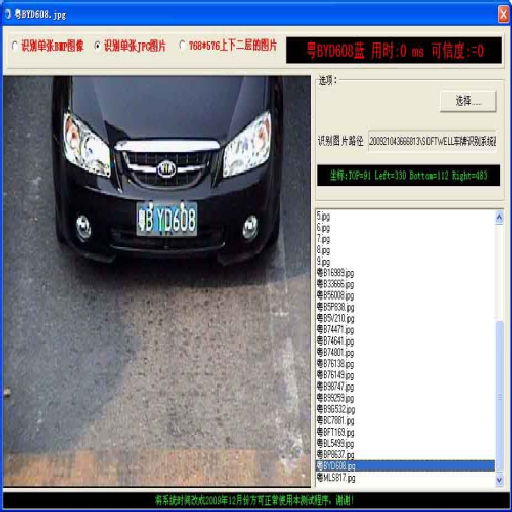 粤BYD608.jpg
识别单张BMP图像 识别单张JPG图片 768*576上下二层的图片
粤BYD608蓝 用时:0 ms 可信度:=0
选项:
选择.....
识别图片路径 200921043666813\SIOFTWELL车牌识别系统
坐标:TOP=91 Left=330 Bottom=112 Right=483
KIA
粤B YD608
5.jpg
6.jpg
7.jpg
8.jpg
9.jpg
粤B16989.jpg
粤B33666.jpg
粤B56008.jpg
粤B5P838.jpg
粤B5V210.jpg
粤B74471.jpg
粤B74641.jpg
粤B74801.jpg
粤B76138.jpg
粤B76149.jpg
粤B98747.jpg
粤B99259.jpg
粤B9G532.jpg
粤BC7881.jpg
粤BFT169.jpg
粤BL5499.jpg
粤BP8637.jpg
粤BYD608.jpg
粤MLS817.jpg
将系统时间改成2009年12月份方可正常使用本测试程序，谢谢!